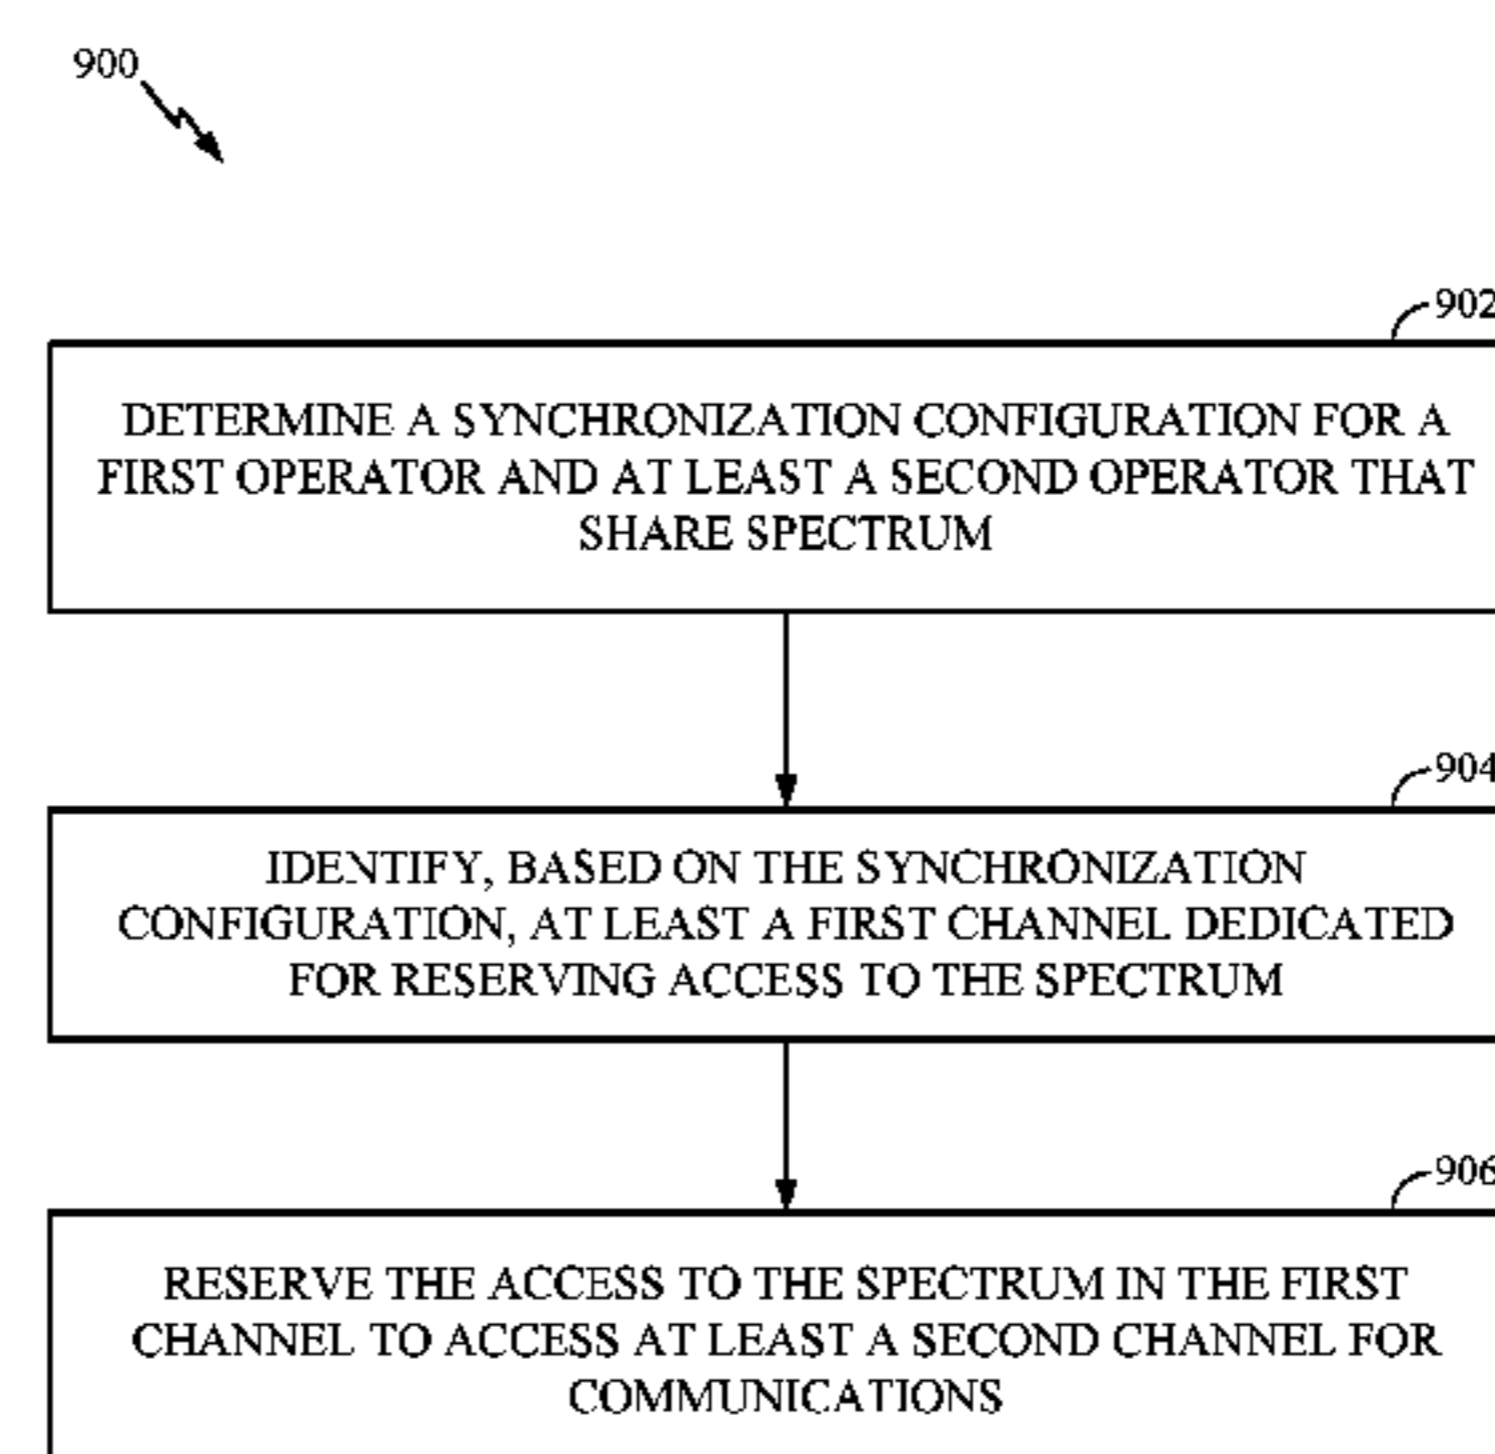 900
902
DETERMINE A SYNCHRONIZATION CONFIGURATION FOR A
FIRST OPERATOR AND AT LEAST A SECOND OPERATOR THAT
SHARE SPECTRUM
904
IDENTIFY, BASED ON THE SYNCHRONIZATION
CONFIGURATION, AT LEAST A FIRST CHANNEL DEDICATED
FOR RESERVING ACCESS TO THE SPECTRUM
906
RESERVE THE ACCESS TO THE SPECTRUM IN THE FIRST
CHANNEL TO ACCESS AT LEAST A SECOND CHANNEL FOR
COMMUNICATIONS